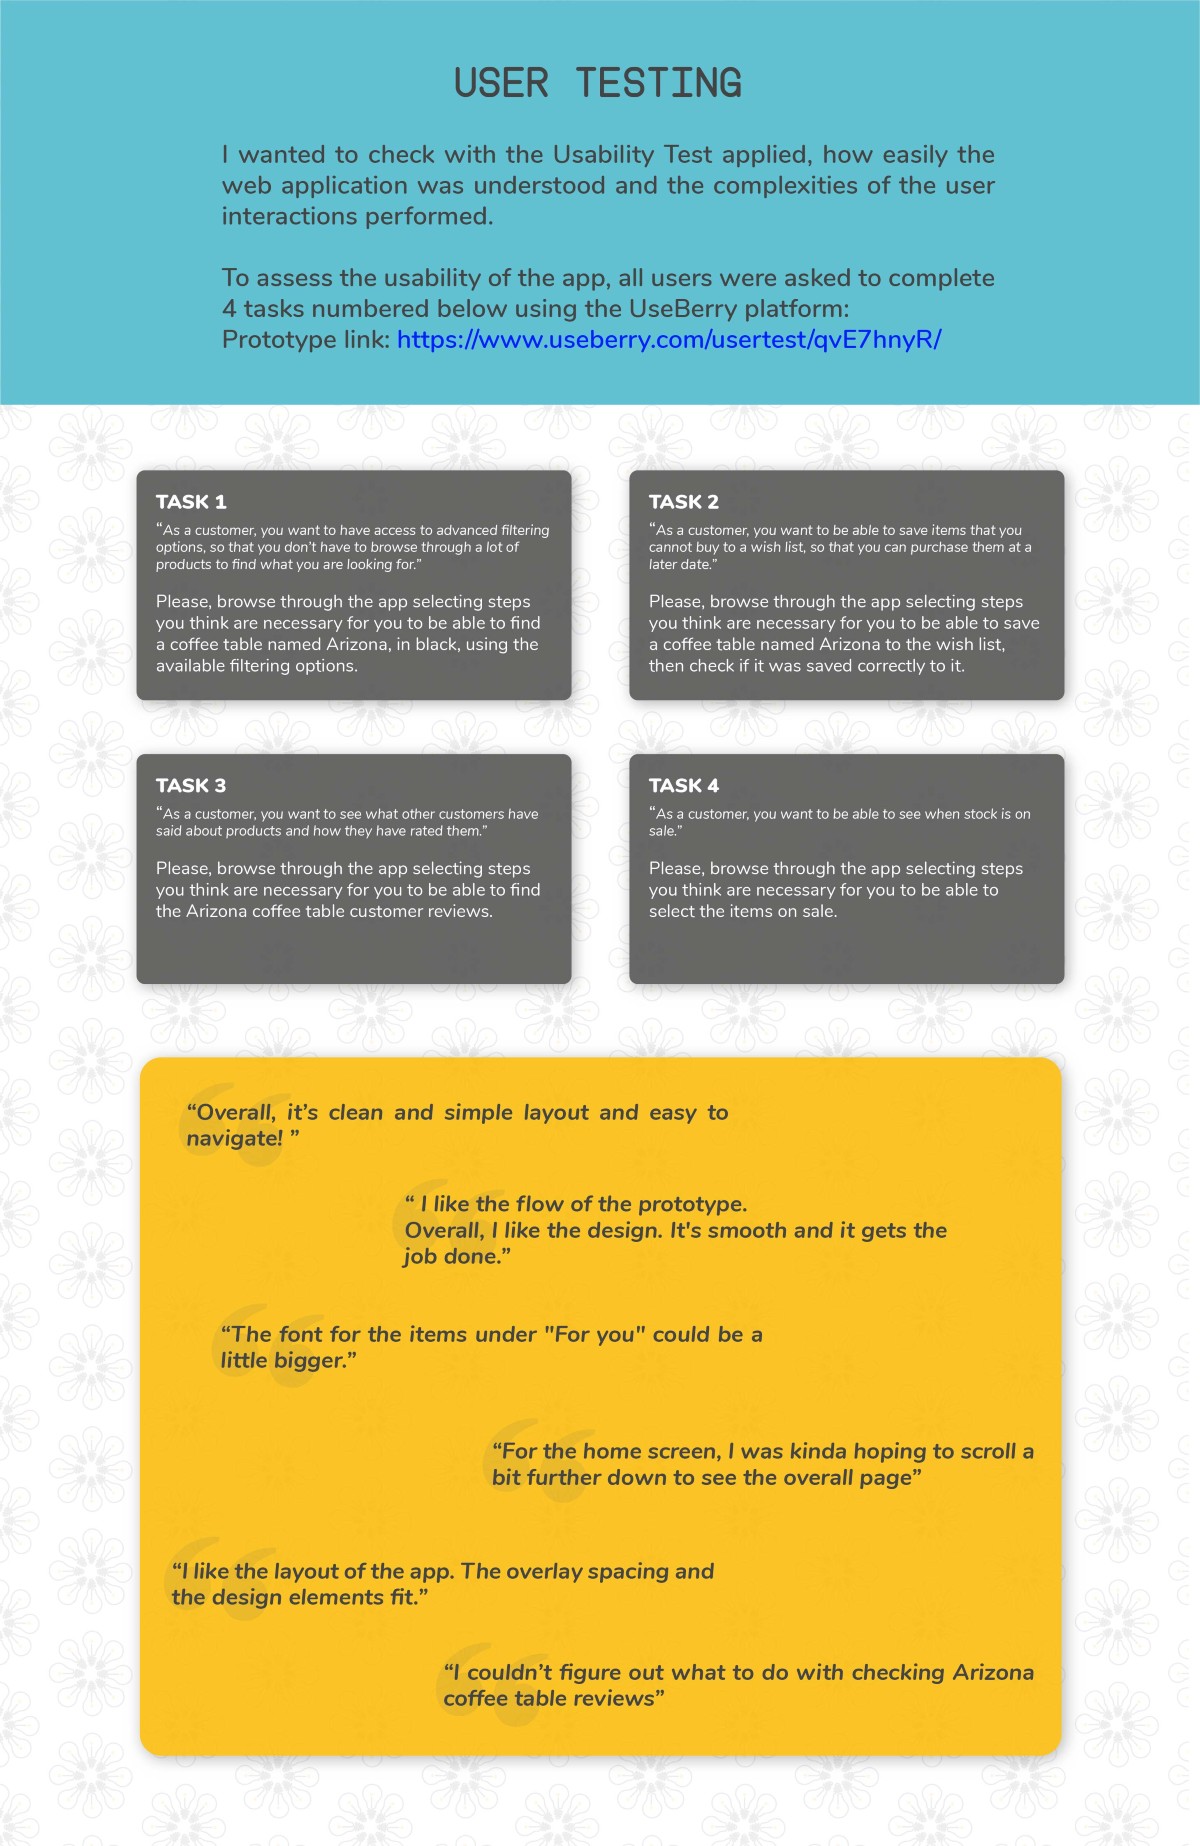 USER TESTING
I wanted to check with the Usability Test applied, how easily the
web application was understood and the complexities of the user
interactions performed.
To assess the usability of the app, all users were asked to complete
4 tasks numbered below using the UseBerry platform:
Prototype link: https://www.useberry.com/usertest/qvE7hnyR/
TASK 1
“As a customer, you want to have access to advanced filtering
options, so that you don’t have to browse through a lot of
products to find what you are looking for.”
Please, browse through the app selecting steps
you think are necessary for you to be able to find
a coffee table named Arizona, in black, using the
available filtering options.
TASK 2
“As a customer, you want to be able to save items that you
cannot buy to a wish list, so that you can purchase them at a
later date.”
Please, browse through the app selecting steps
you think are necessary for you to be able to save
a coffee table named Arizona to the wish list,
then check if it was saved correctly to it.
TASK 3
“As a customer, you want to see what other customers have
said about products and how they have rated them.”
Please, browse through the app selecting steps
you think are necessary for you to be able to find
the Arizona coffee table customer reviews.
TASK 4
“As a customer, you want to be able to see when stock is on
sale.”
Please, browse through the app selecting steps
you think are necessary for you to be able to
select the items on sale.
“Overall, it’s clean and simple layout and easy to
navigate! ”
“ I like the flow of the prototype.
Overall, I like the design. It's smooth and it gets the
job done.”
“The font for the items under "For you" could be a
little bigger.”
“For the home screen, I was kinda hoping to scroll a
bit further down to see the overall page”
“I like the layout of the app. The overlay spacing and
the design elements fit.”
“I couldn’t figure out what to do with checking Arizona
coffee table reviews”